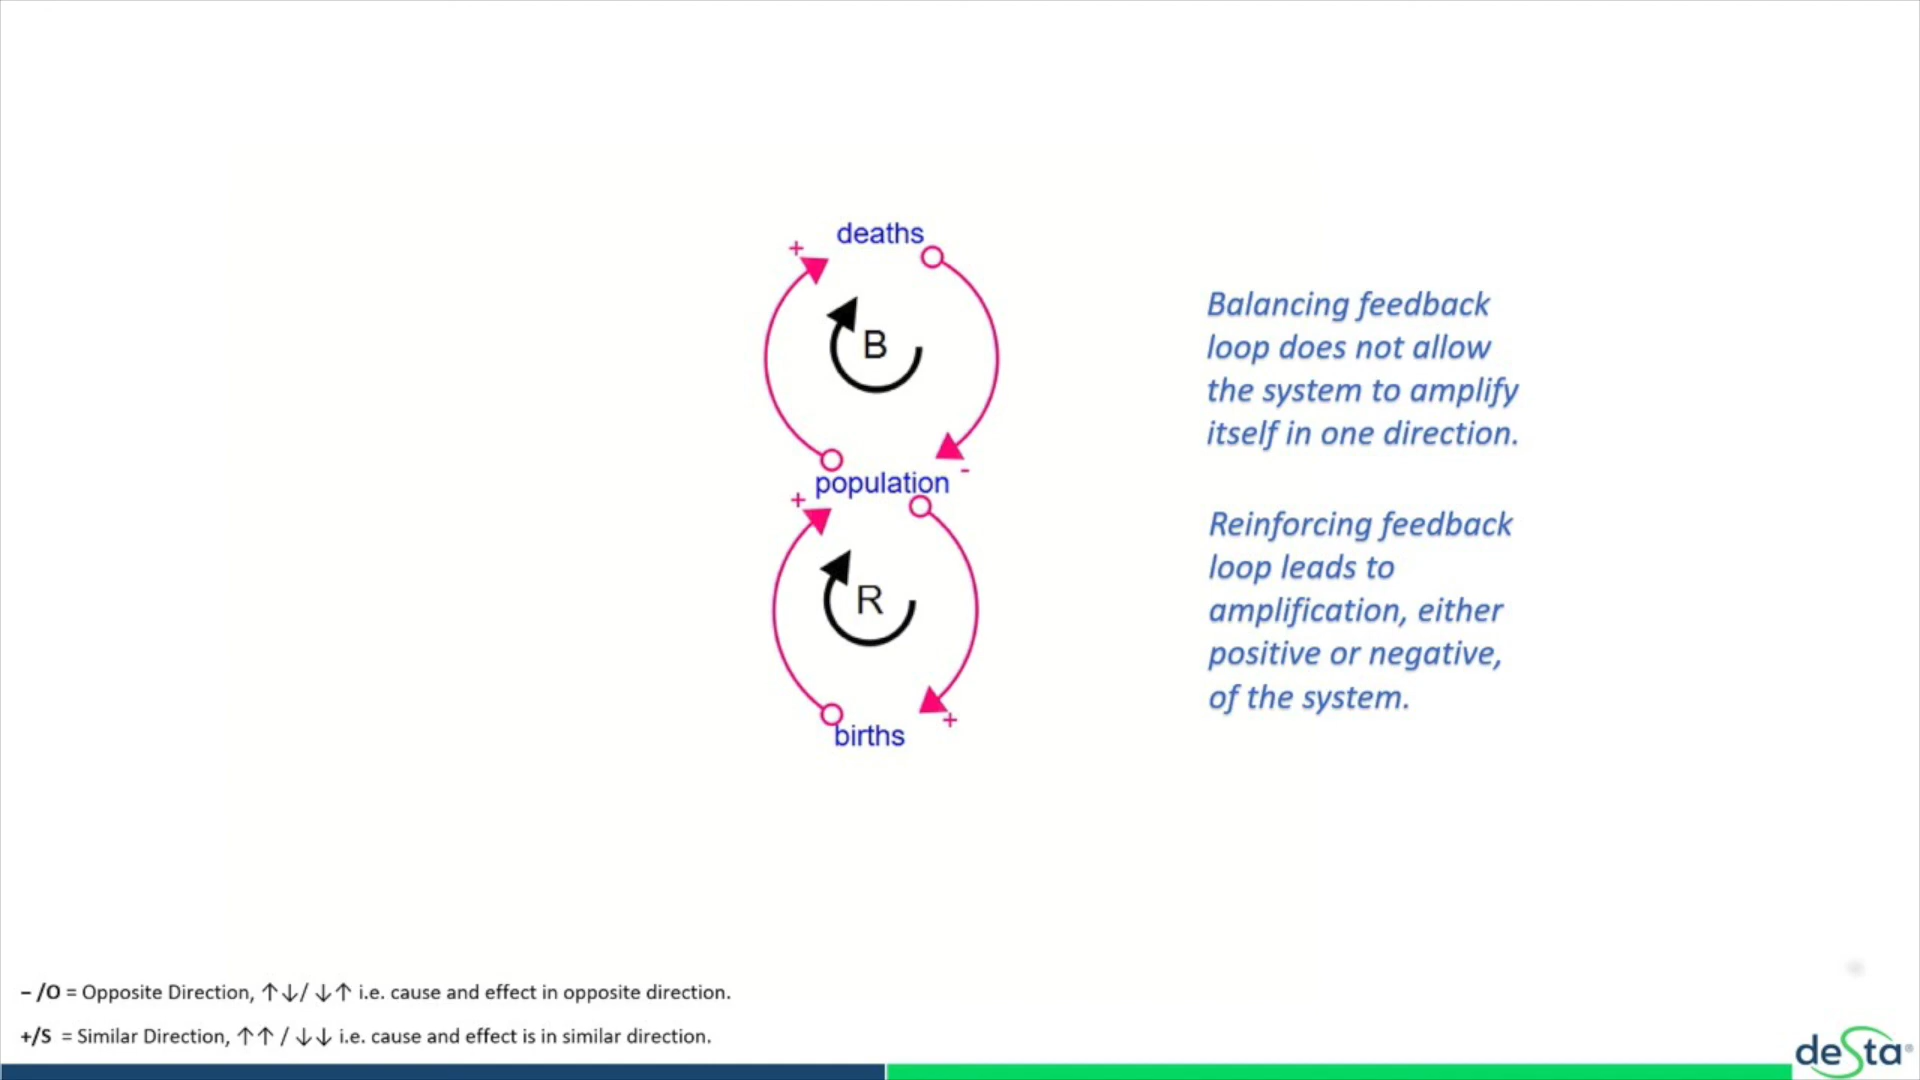 deaths
+
B
population
-
+
R
births
+
Balancing feedback
loop does not allow
the system to amplify
itself in one direction.
Reinforcing feedback
loop leads to
amplification, either
positive or negative,
of the system.
– /O = Opposite Direction, ↑↓/ ↓↑ i.e. cause and effect in opposite direction.
+/S = Similar Direction, ↑↑ / ↓↓ i.e. cause and effect is in similar direction.
deSta®